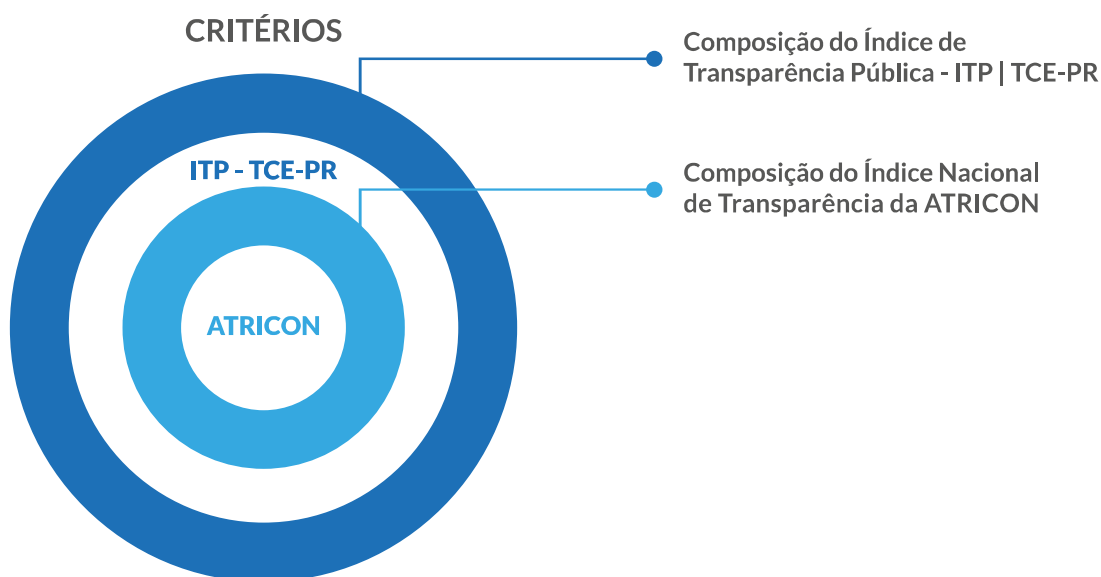 CRITÉRIOS
Composição do Índice de
Transparência Pública - ITP | TCE-PR
ITP - TCE-PR
Composição do Índice Nacional
de Transparência da ATRICON
ATRICON